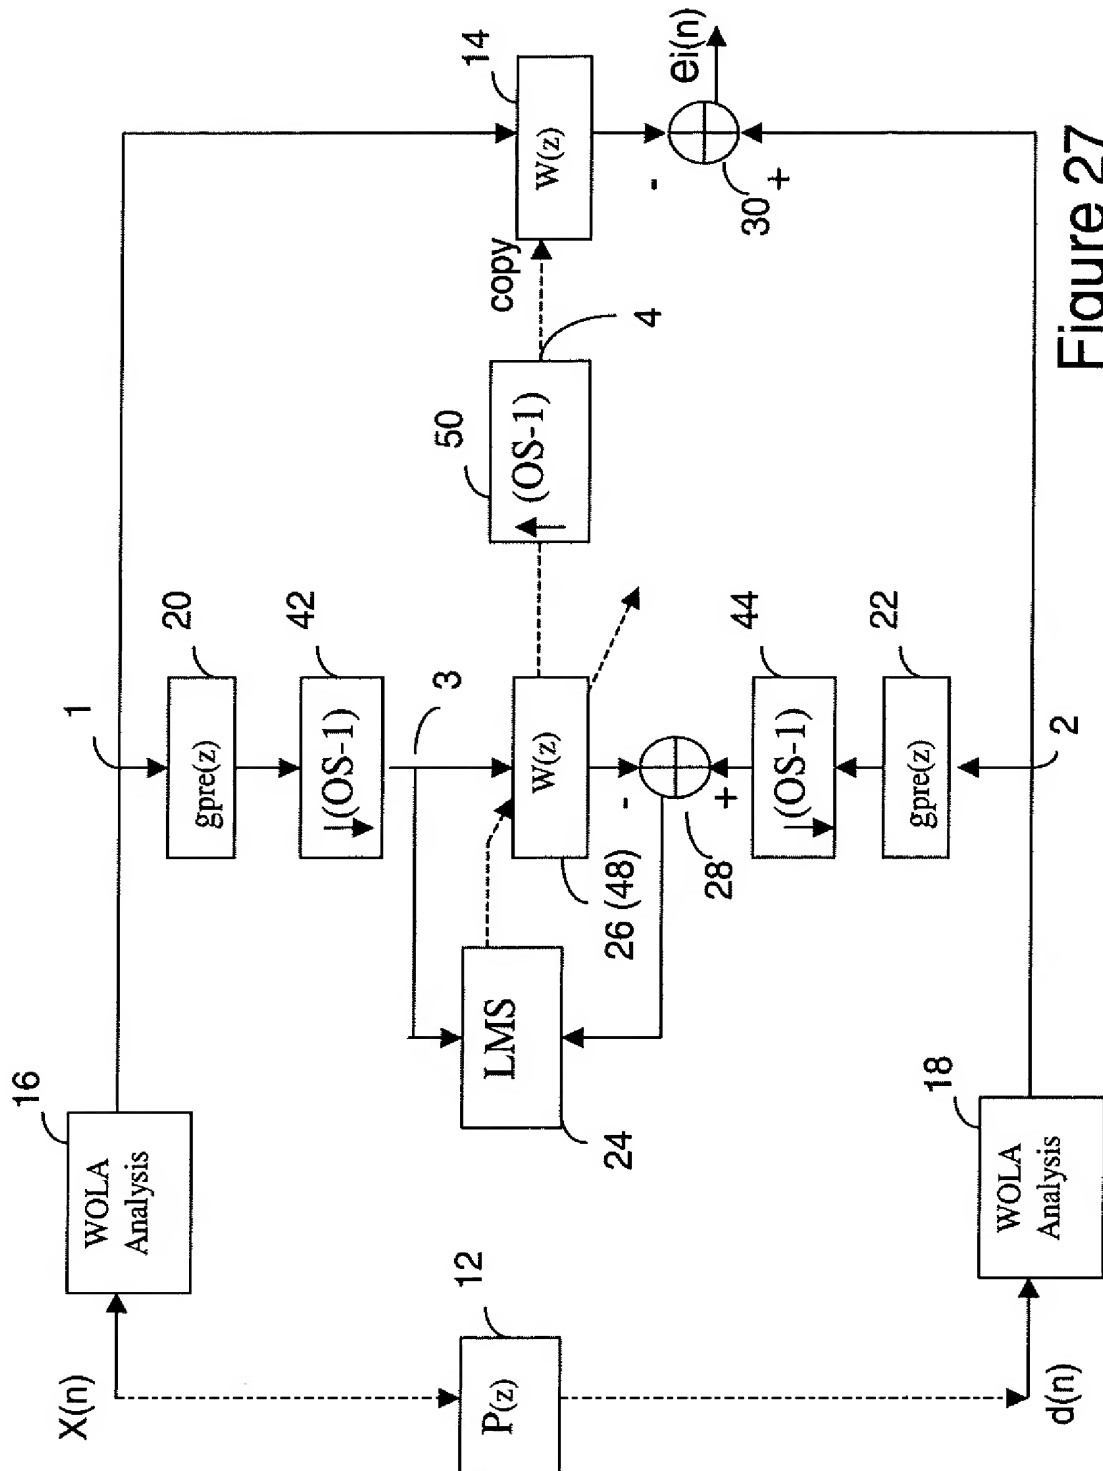 16
WOLA
Analysis
X(n)
1
20
gpre(z)
42
↓(OS-1)
3
LMS
24
W(z)
26 (48)
-
+
28
50
↑ (OS-1)
4
copy
14
W(z)
-
+
30
ei(n)
44
↓ (OS-1)
22
gpre(z)
2
12
P(z)
18
WOLA
Analysis
d(n)
Figure 27